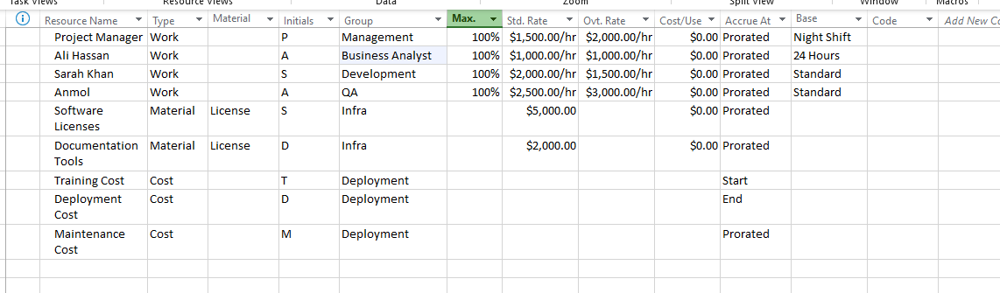 Task Views Resource Views Data Zoom Split View Window Macros
Resource Name Type Material Initials Group Max. Std. Rate Ovt. Rate Cost/Use Accrue At Base Code Add New Co
Project Manager Work P Management 100% $1,500.00/hr $2,000.00/hr $0.00 Prorated Night Shift
Ali Hassan Work A Business Analyst 100% $1,000.00/hr $1,000.00/hr $0.00 Prorated 24 Hours
Sarah Khan Work S Development 100% $2,000.00/hr $1,500.00/hr $0.00 Prorated Standard
Anmol Work A QA 100% $2,500.00/hr $3,000.00/hr $0.00 Prorated Standard
Software Material License S Infra $5,000.00 $0.00 Prorated
Licenses
Documentation Material License D Infra $2,000.00 $0.00 Prorated
Tools
Training Cost Cost T Deployment Start
Deployment Cost D Deployment End
Cost
Maintenance Cost M Deployment Prorated
Cost